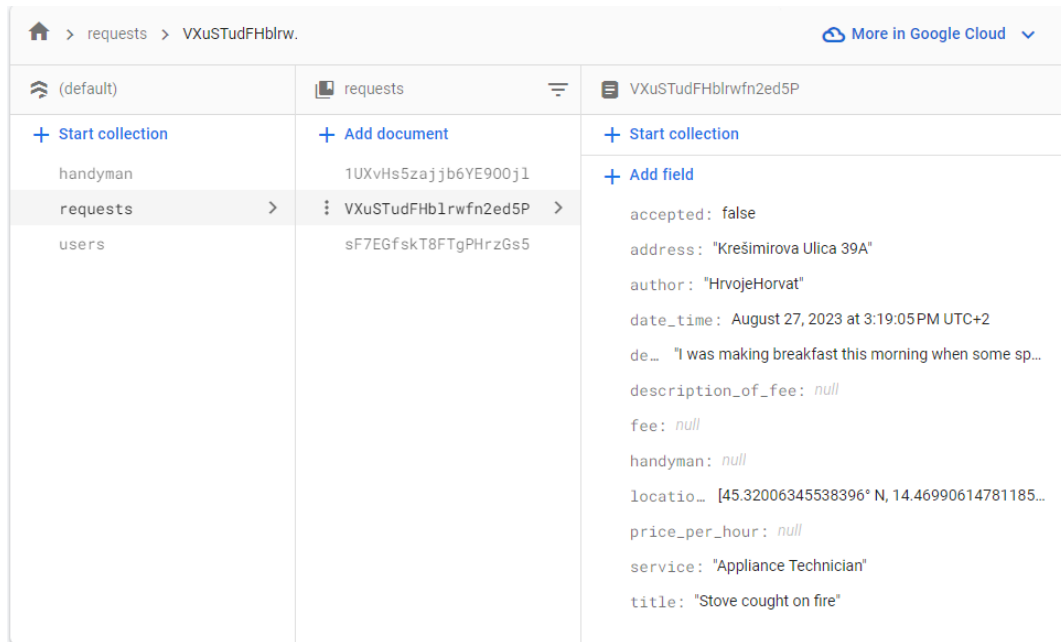 requests > VXuSTudFHblrw.
More in Google Cloud
(default)
requests
VXuSTudFHblrwfn2ed5P
+ Start collection
+ Add document
+ Start collection
handyman
requests
users
1UXvHs5zajjb6YE9OOjl
VXuSTudFHblrwfn2ed5P
sF7EGfskT8FTgPHrzGs5
+ Add field
accepted: false
address: "Krešimirova Ulica 39A"
author: "HrvojeHorvat"
date_time: August 27, 2023 at 3:19:05 PM UTC+2
de… "I was making breakfast this morning when some sp…
description_of_fee: null
fee: null
handyman: null
locatio… [45.32006345538396° N, 14.46990614781185…
price_per_hour: null
service: "Appliance Technician"
title: "Stove cought on fire"